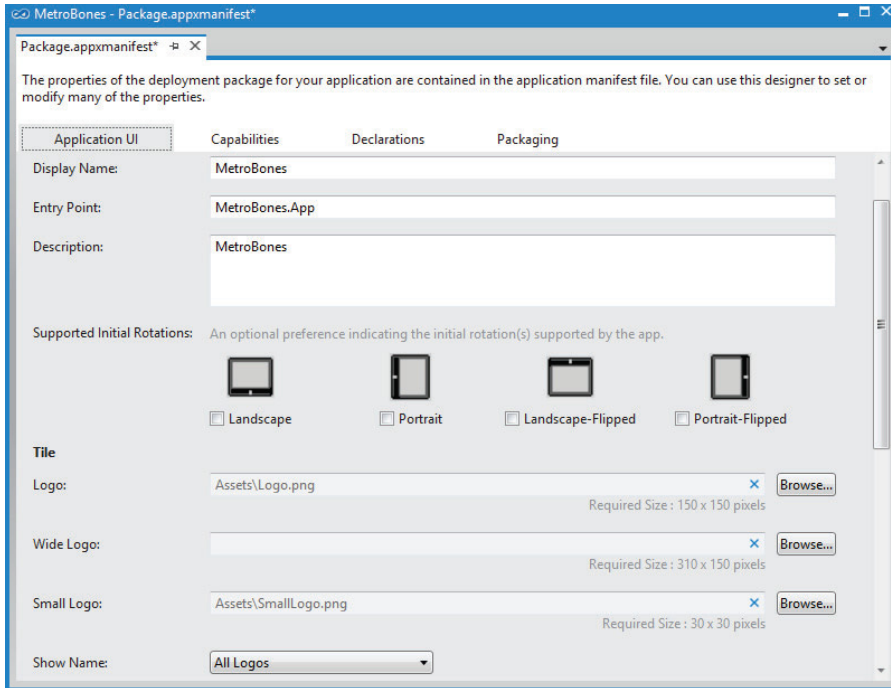 MetroBones - Package.appxmanifest*
Package.appxmanifest*
The properties of the deployment package for your application are contained in the application manifest file. You can use this designer to set or
modify many of the properties.
Application UI Capabilities Declarations Packaging
Display Name: MetroBones
Entry Point: MetroBones.App
Description: MetroBones
Supported Initial Rotations: An optional preference indicating the initial rotation(s) supported by the app.
Landscape Portrait Landscape-Flipped Portrait-Flipped
Tile
Logo: Assets\Logo.png Browse...
Required Size : 150 x 150 pixels
Wide Logo: Browse...
Required Size : 310 x 150 pixels
Small Logo: Assets\SmallLogo.png Browse...
Required Size : 30 x 30 pixels
Show Name: All Logos